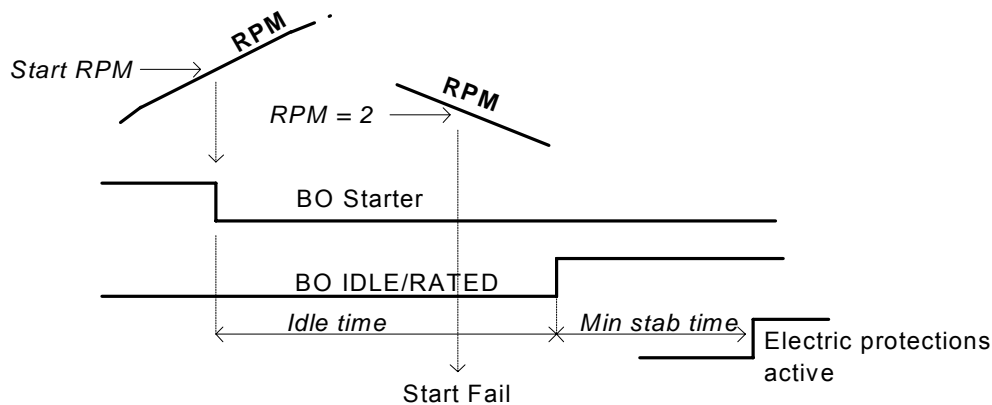 RPM
Start RPM
RPM
RPM = 2
BO Starter
BO IDLE/RATED
Idle time
Min stab time
Electric protections
active
Start Fail